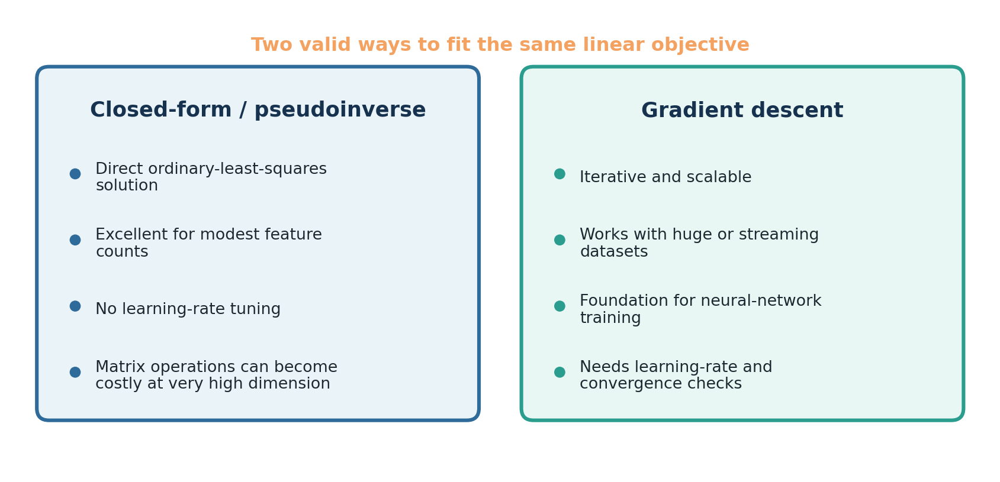 Two valid ways to fit the same linear objective
Closed-form / pseudoinverse
Direct ordinary-least-squares
solution
Excellent for modest feature
counts
No learning-rate tuning
Matrix operations can become
costly at very high dimension
Gradient descent
Iterative and scalable
Works with huge or streaming
datasets
Foundation for neural-network
training
Needs learning-rate and
convergence checks